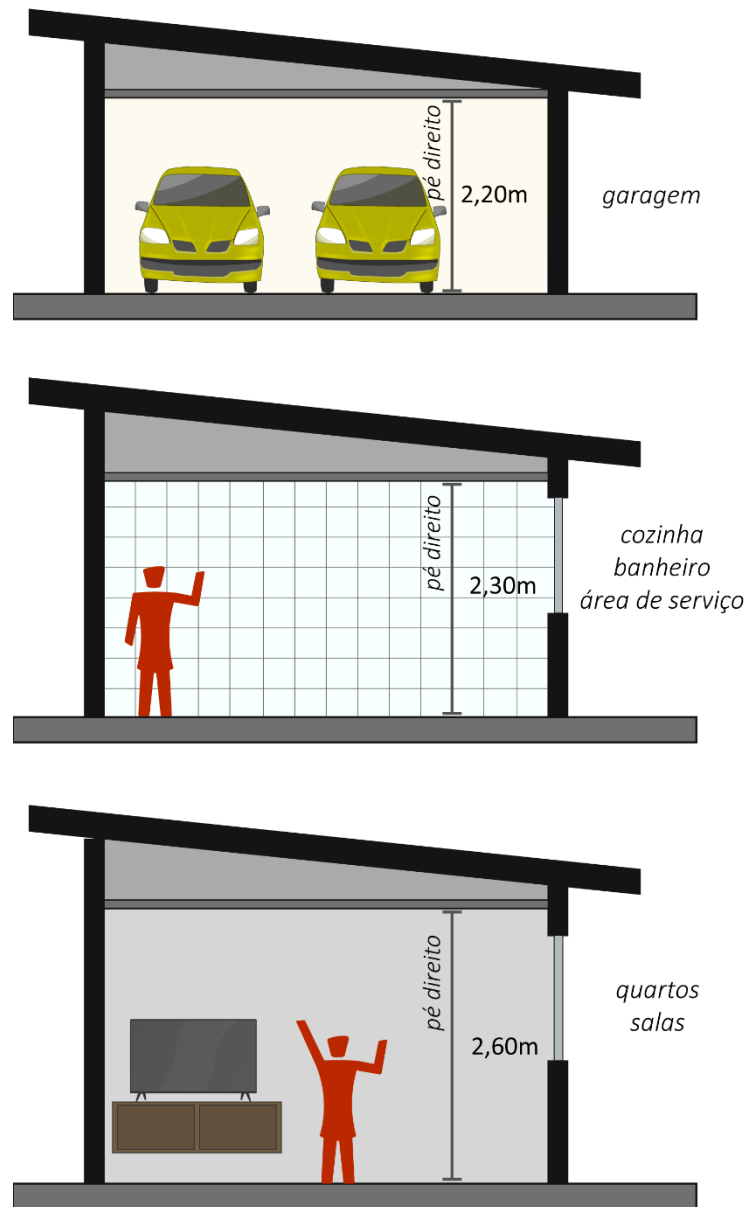 pé direito
2,20m
garagem
pé direito
2,30m
cozinha
banheiro
área de serviço
pé direito
2,60m
quartos
salas